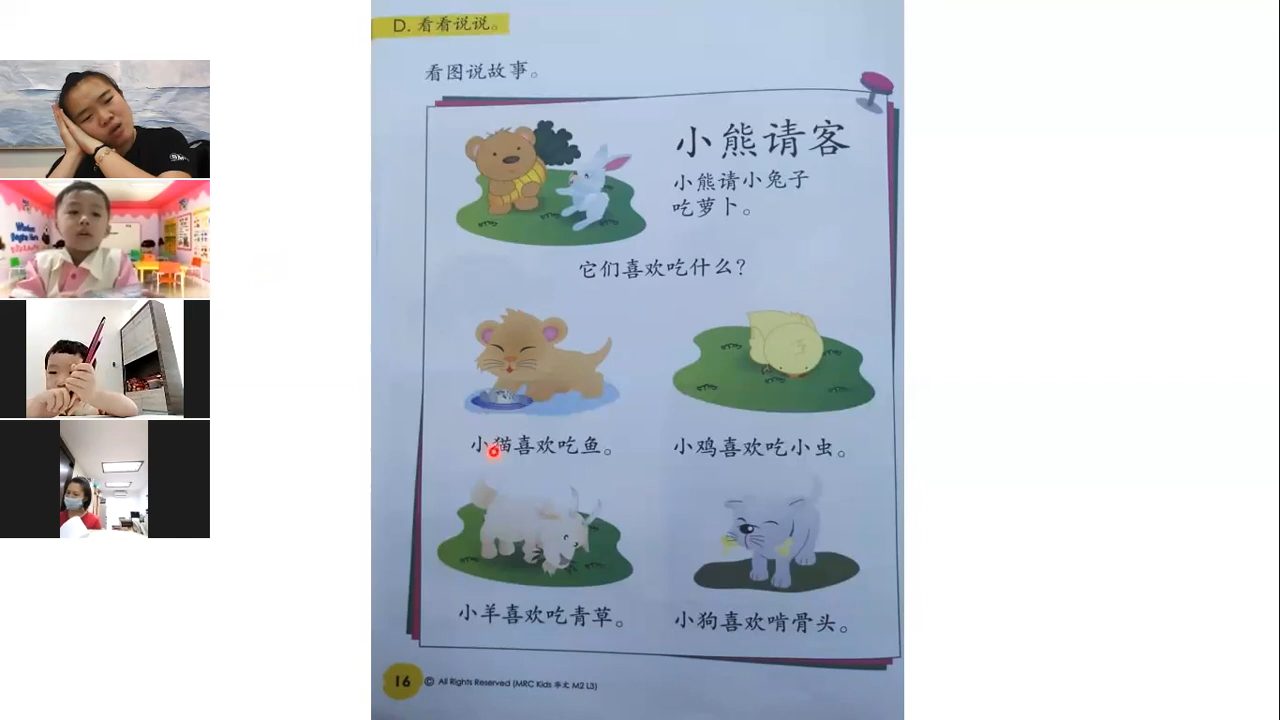 D. 看看说说。
看图说故事。
小熊请客
小熊请小兔子
吃萝卜。
它们喜欢吃什么？
小猫喜欢吃鱼。
小鸡喜欢吃小虫。
小羊喜欢吃青草。
小狗喜欢啃骨头。
16 © All Rights Reserved (MRC Kids 华文 M2 L3)